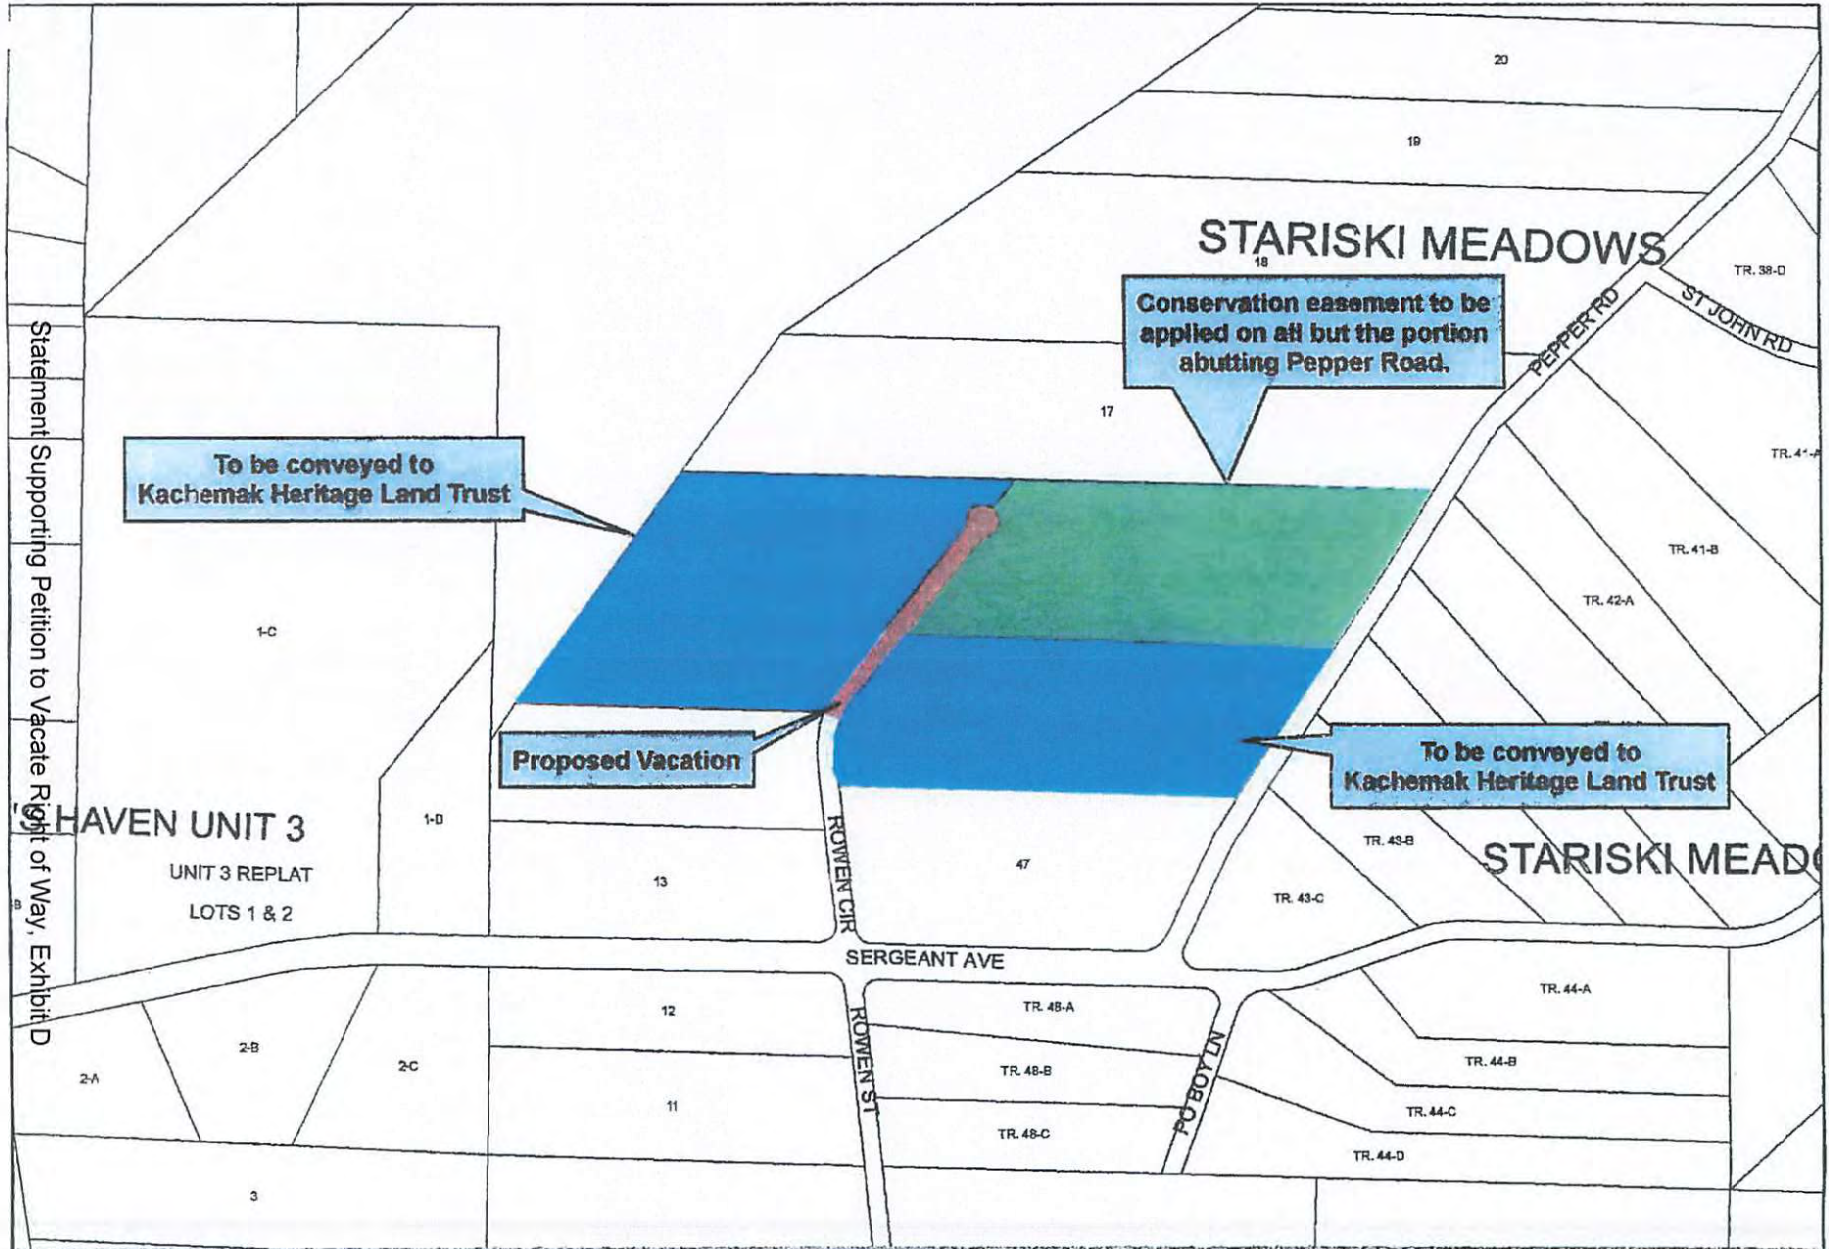 20
19
STARISKI MEADOWS
18
TR. 38-D
ST JOHN RD
PEPPER RD
Conservation easement to be
applied on all but the portion
abutting Pepper Road.
17
TR. 41-A
To be conveyed to
Kachemak Heritage Land Trust
TR. 41-B
TR. 42-A
1-C
Proposed Vacation
To be conveyed to
Kachemak Heritage Land Trust
'S HAVEN UNIT 3
UNIT 3 REPLAT
LOTS 1 & 2
1-D
13
ROWEN CIR
47
TR. 43-B
STARISKI MEADO
TR. 43-C
B
SERGEANT AVE
12
TR. 48-A
TR. 44-A
2-A
2-B
2-C
ROWEN ST
TR. 48-B
PO BOY LN
TR. 44-B
11
TR. 48-C
TR. 44-C
TR. 44-D
3
Statement Supporting Petition to Vacate Right of Way, Exhibit D